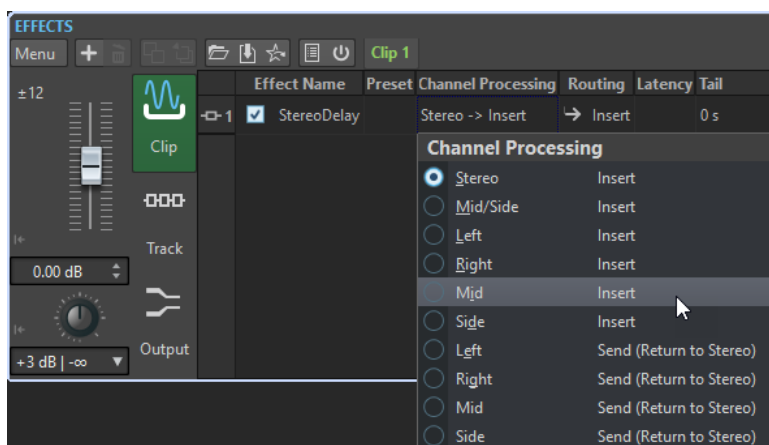 EFFECTS
Menu Clip 1
±12
Effect Name Preset Channel Processing Routing Latency Tail
1 StereoDelay Stereo -> Insert Insert 0 s
Clip
Channel Processing
Stereo Insert
Mid/Side Insert
Left Insert
Track
Right Insert
0.00 dB
Mid Insert
Side Insert
Output
Left Send (Return to Stereo)
+3 dB | -∞
Right Send (Return to Stereo)
Mid Send (Return to Stereo)
Side Send (Return to Stereo)